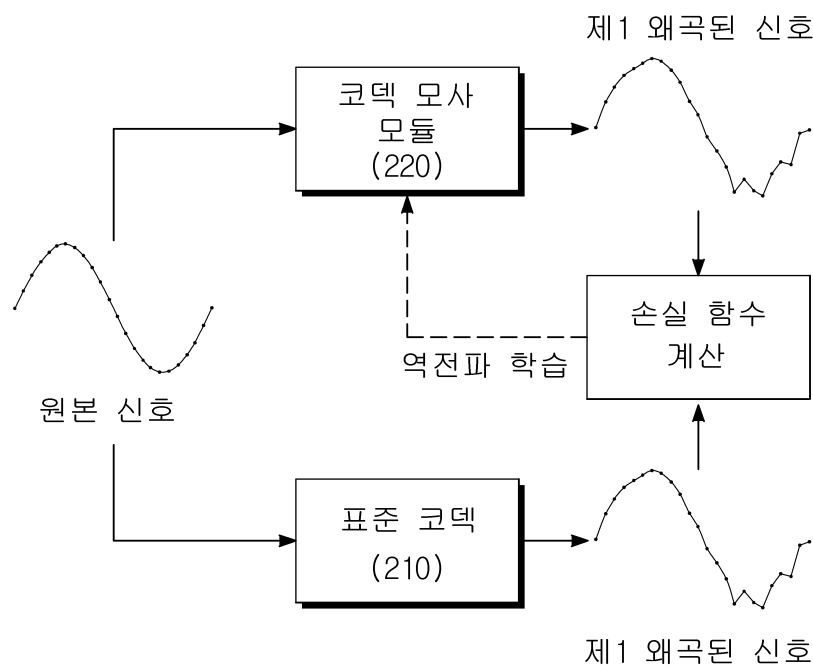 제1 왜곡된 신호
코덱 모사
모듈
(220)
손실 함수
계산
역전파 학습
원본 신호
표준 코덱
(210)
제1 왜곡된 신호